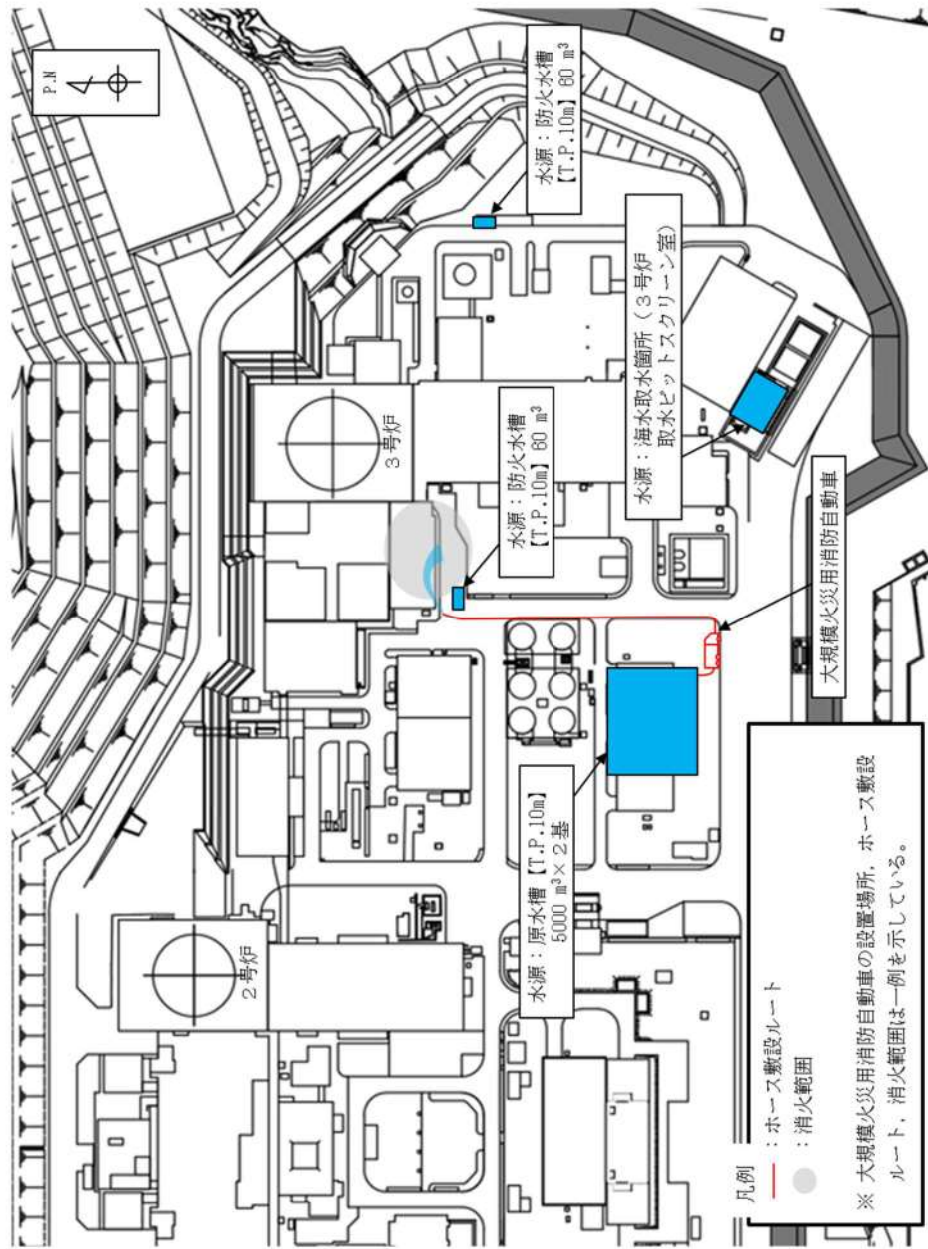 P.N
水源：防火水槽
【T.P.10m】 60 m³
3号炉
水源：防火水槽
【T.P.10m】 60 m³
水源：海水取水箇所（3号炉
取水ピットスクリーン室）
2号炉
水源：原水槽【T.P.10m】
5000 m³×2基
大規模火災用消防自動車
凡例
：ホース敷設ルート
：消火範囲
※ 大規模火災用消防自動車の設置場所，ホース敷設
ルート，消火範囲は一例を示している。